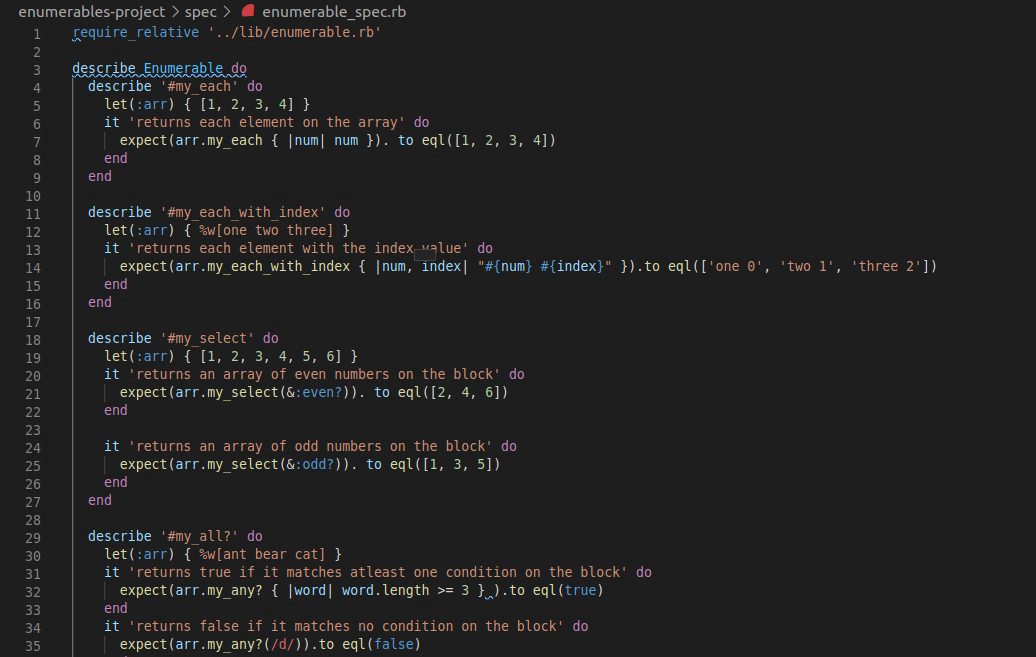 enumerables-project > spec > enumerable_spec.rb
1 require_relative '../lib/enumerable.rb'
2
3 describe Enumerable do
4   describe '#my_each' do
5     let(:arr) { [1, 2, 3, 4] }
6     it 'returns each element on the array' do
7       expect(arr.my_each { |num| num }). to eql([1, 2, 3, 4])
8     end
9   end
10
11   describe '#my_each_with_index' do
12     let(:arr) { %w[one two three] }
13     it 'returns each element with the index value' do
14       expect(arr.my_each_with_index { |num, index| "#{num} #{index}" }).to eql(['one 0', 'two 1', 'three 2'])
15     end
16   end
17
18   describe '#my_select' do
19     let(:arr) { [1, 2, 3, 4, 5, 6] }
20     it 'returns an array of even numbers on the block' do
21       expect(arr.my_select(&:even?)). to eql([2, 4, 6])
22     end
23
24     it 'returns an array of odd numbers on the block' do
25       expect(arr.my_select(&:odd?)). to eql([1, 3, 5])
26     end
27   end
28
29   describe '#my_all?' do
30     let(:arr) { %w[ant bear cat] }
31     it 'returns true if it matches atleast one condition on the block' do
32       expect(arr.my_any? { |word| word.length >= 3 } ).to eql(true)
33     end
34     it 'returns false if it matches no condition on the block' do
35       expect(arr.my_any?(/d/)).to eql(false)